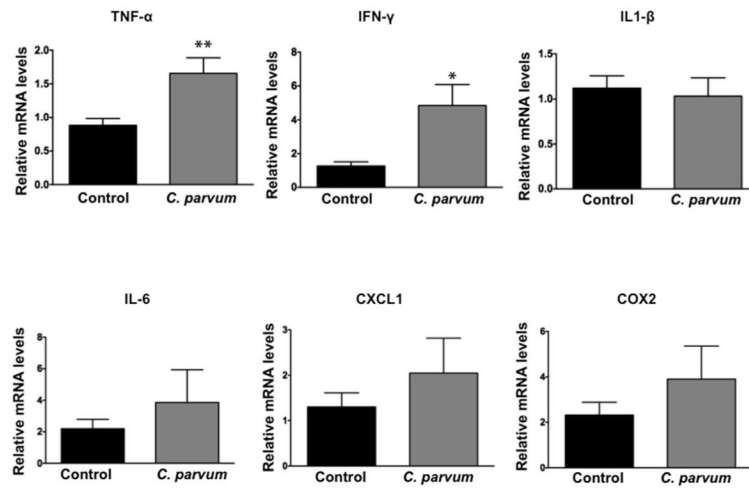 TNF-α
Relative mRNA levels
2.0
1.5
1.0
0.5
0.0
**
Control
C. parvum
IFN-γ
Relative mRNA levels
8
6
4
2
0
*
Control
C. parvum
IL1-β
Relative mRNA levels
1.5
1.0
0.5
0.0
Control
C. parvum
IL-6
Relative mRNA levels
8
6
4
2
0
Control
C. parvum
CXCL1
Relative mRNA levels
3
2
1
0
Control
C. parvum
COX2
Relative mRNA levels
6
4
2
0
Control
C. parvum